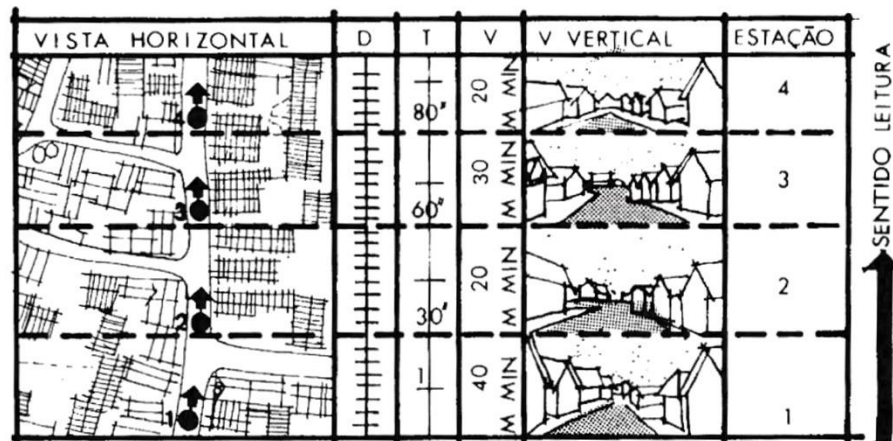 VISTA HORIZONTAL D T V V VERTICAL ESTAÇÃO
4 80" 20 M MIN 4
3 60" 30 M MIN 3
2 30" 20 M MIN 2
1 40 M MIN 1
SENTIDO LEITURA